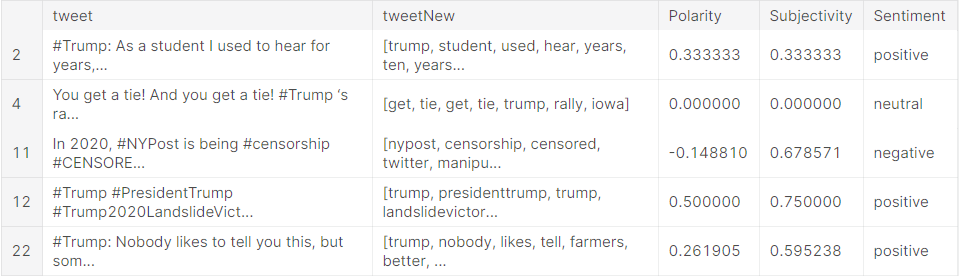 tweet tweetNew Polarity Subjectivity Sentiment
2 #Trump: As a student I used to hear for years,... [trump, student, used, hear, years, ten, years... 0.333333 0.333333 positive
4 You get a tie! And you get a tie! #Trump ‘s ra... [get, tie, get, tie, trump, rally, iowa] 0.000000 0.000000 neutral
11 In 2020, #NYPost is being #censorship #CENSORE... [nypost, censorship, censored, twitter, manipu... -0.148810 0.678571 negative
12 #Trump #PresidentTrump #Trump2020LandslideVict... [trump, presidenttrump, trump, landslidevictor... 0.500000 0.750000 positive
22 #Trump: Nobody likes to tell you this, but som... [trump, nobody, likes, tell, farmers, better, ... 0.261905 0.595238 positive